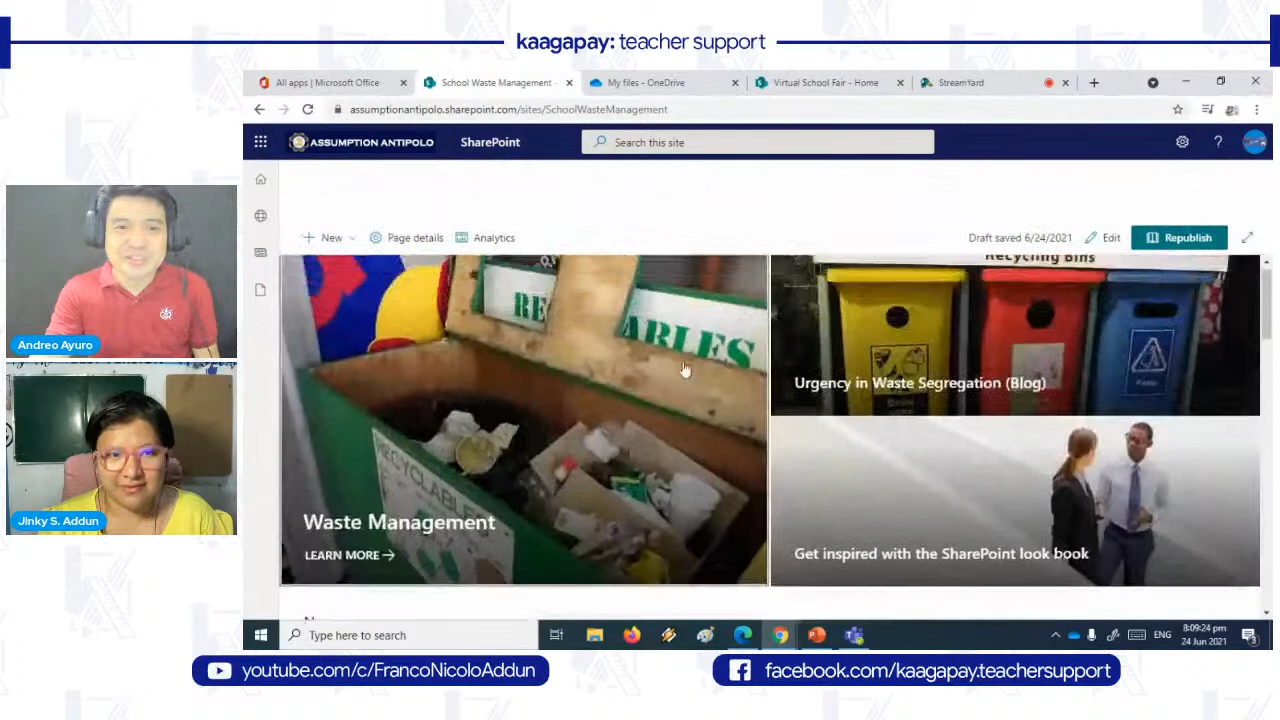 kaagapay: teacher support
All apps | Microsoft Office
School Waste Management -
My files - OneDrive
Virtual School Fair - Home
StreamYard
assumptionantipolo.sharepoint.com/sites/SchoolWasteManagement
ASSUMPTION ANTIPOLO
SharePoint
Search this site
New
Page details
Analytics
Draft saved 6/24/2021
Edit
Republish
RE
ABLES
RECYCLABLES
Waste Management
LEARN MORE
Recycling Bins
Urgency in Waste Segregation (Blog)
Get inspired with the SharePoint look book
Andreo Ayuro
Jinky S. Addun
Type here to search
ENG
8:09:24 pm
24 Jun 2021
youtube.com/c/FrancoNicoloAddun
facebook.com/kaagapay.teachersupport